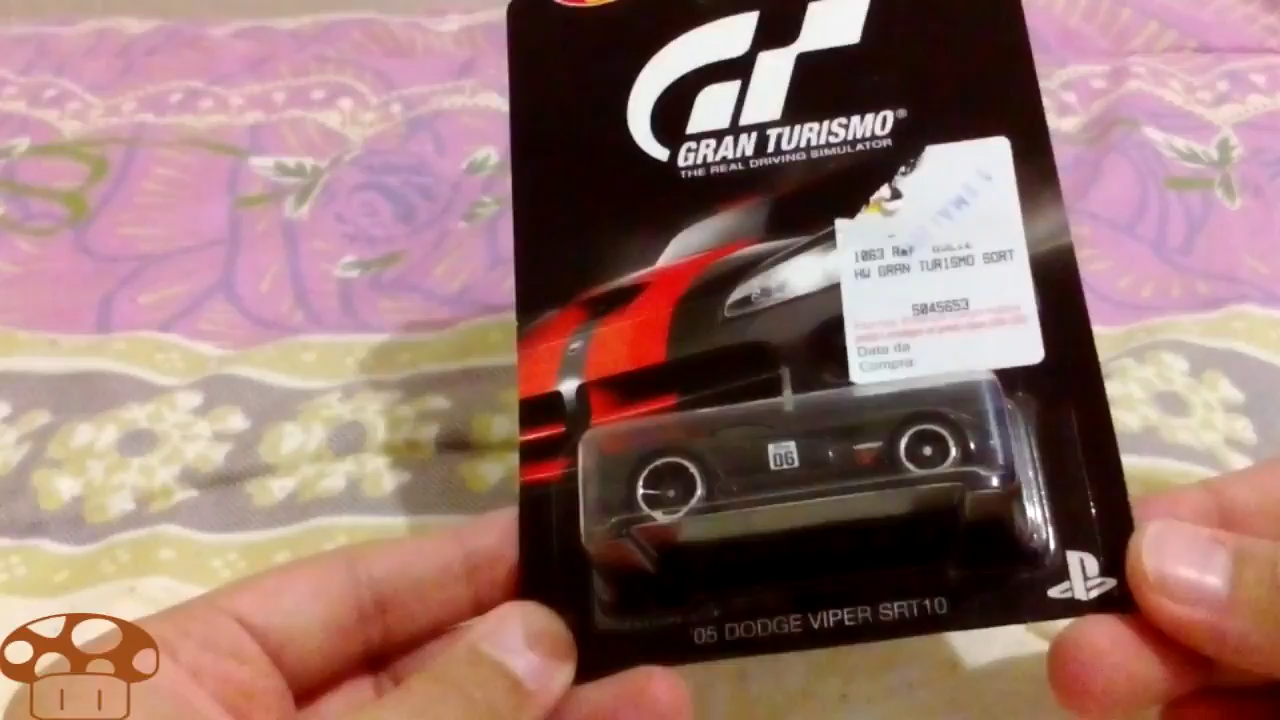 GRAN TURISMO®
THE REAL DRIVING SIMULATOR
1063 Ref
HW GRAN TURISMO SORT
5045653
Data da
Compra
06
05 DODGE VIPER SRT10